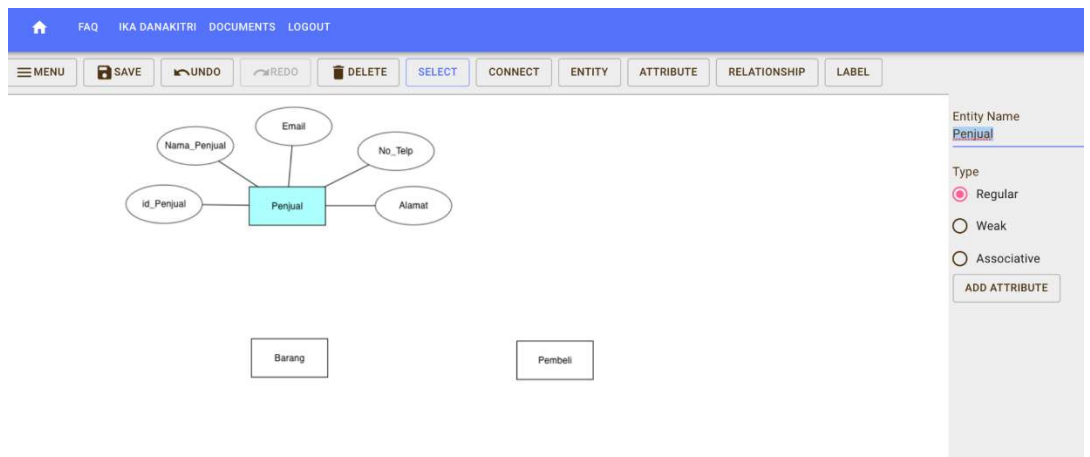 FAQ IKA DANAKITRI DOCUMENTS LOGOUT
MENU SAVE UNDO REDO DELETE SELECT CONNECT ENTITY ATTRIBUTE RELATIONSHIP LABEL
Entity Name
Penjual
Type
Regular
Weak
Associative
ADD ATTRIBUTE
Email
Nama_Penjual
No_Telp
id_Penjual
Penjual
Alamat
Barang
Pembeli